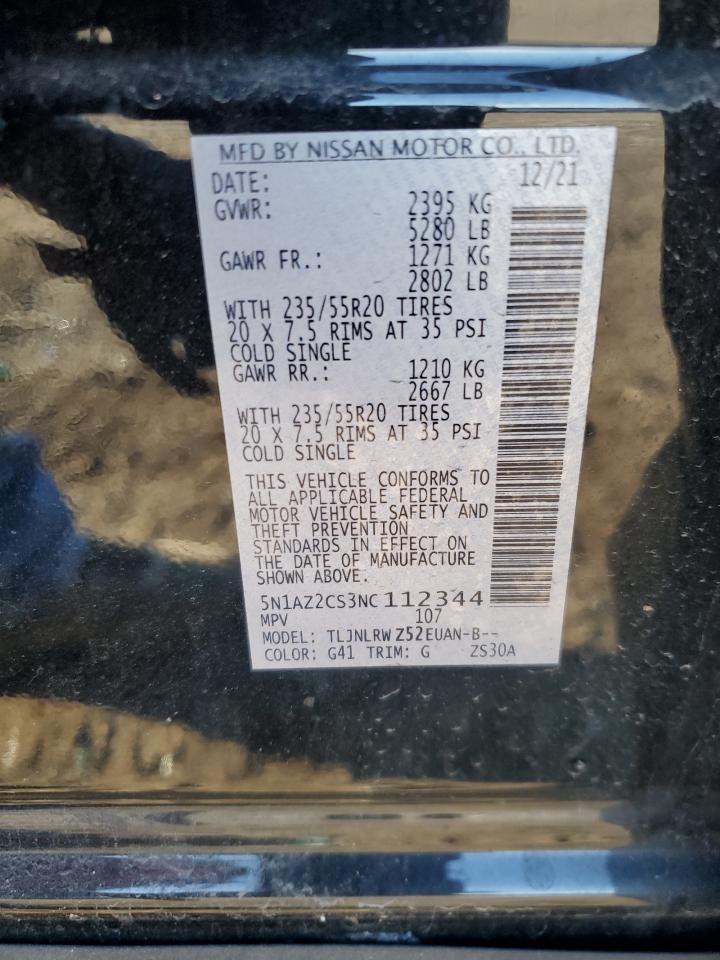 MFD BY NISSAN MOTOR CO., LTD.
DATE: 12/21
GVWR: 2395 KG
5280 LB
GAWR FR.: 1271 KG
2802 LB
WITH 235/55R20 TIRES
20 X 7.5 RIMS AT 35 PSI
COLD SINGLE
GAWR RR.: 1210 KG
2667 LB
WITH 235/55R20 TIRES
20 X 7.5 RIMS AT 35 PSI
COLD SINGLE
THIS VEHICLE CONFORMS TO
ALL APPLICABLE FEDERAL
MOTOR VEHICLE SAFETY AND
THEFT PREVENTION
STANDARDS IN EFFECT ON
THE DATE OF MANUFACTURE
SHOWN ABOVE.
5N1AZ2CS3NC112344
MPV 107
MODEL: TLJNLRWZ52EUAN-B--
COLOR: G41 TRIM: G ZS30A